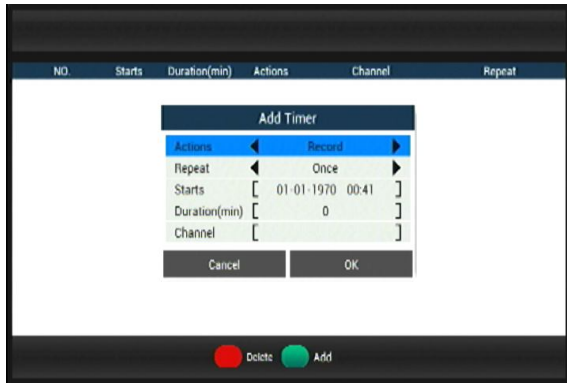 NO. Starts Duration(min) Actions Channel Repeat
Add Timer
Actions Record
Repeat Once
Starts [ 01-01-1970 00:41 ]
Duration(min) [ 0 ]
Channel [ ]
Cancel OK
Delete Add